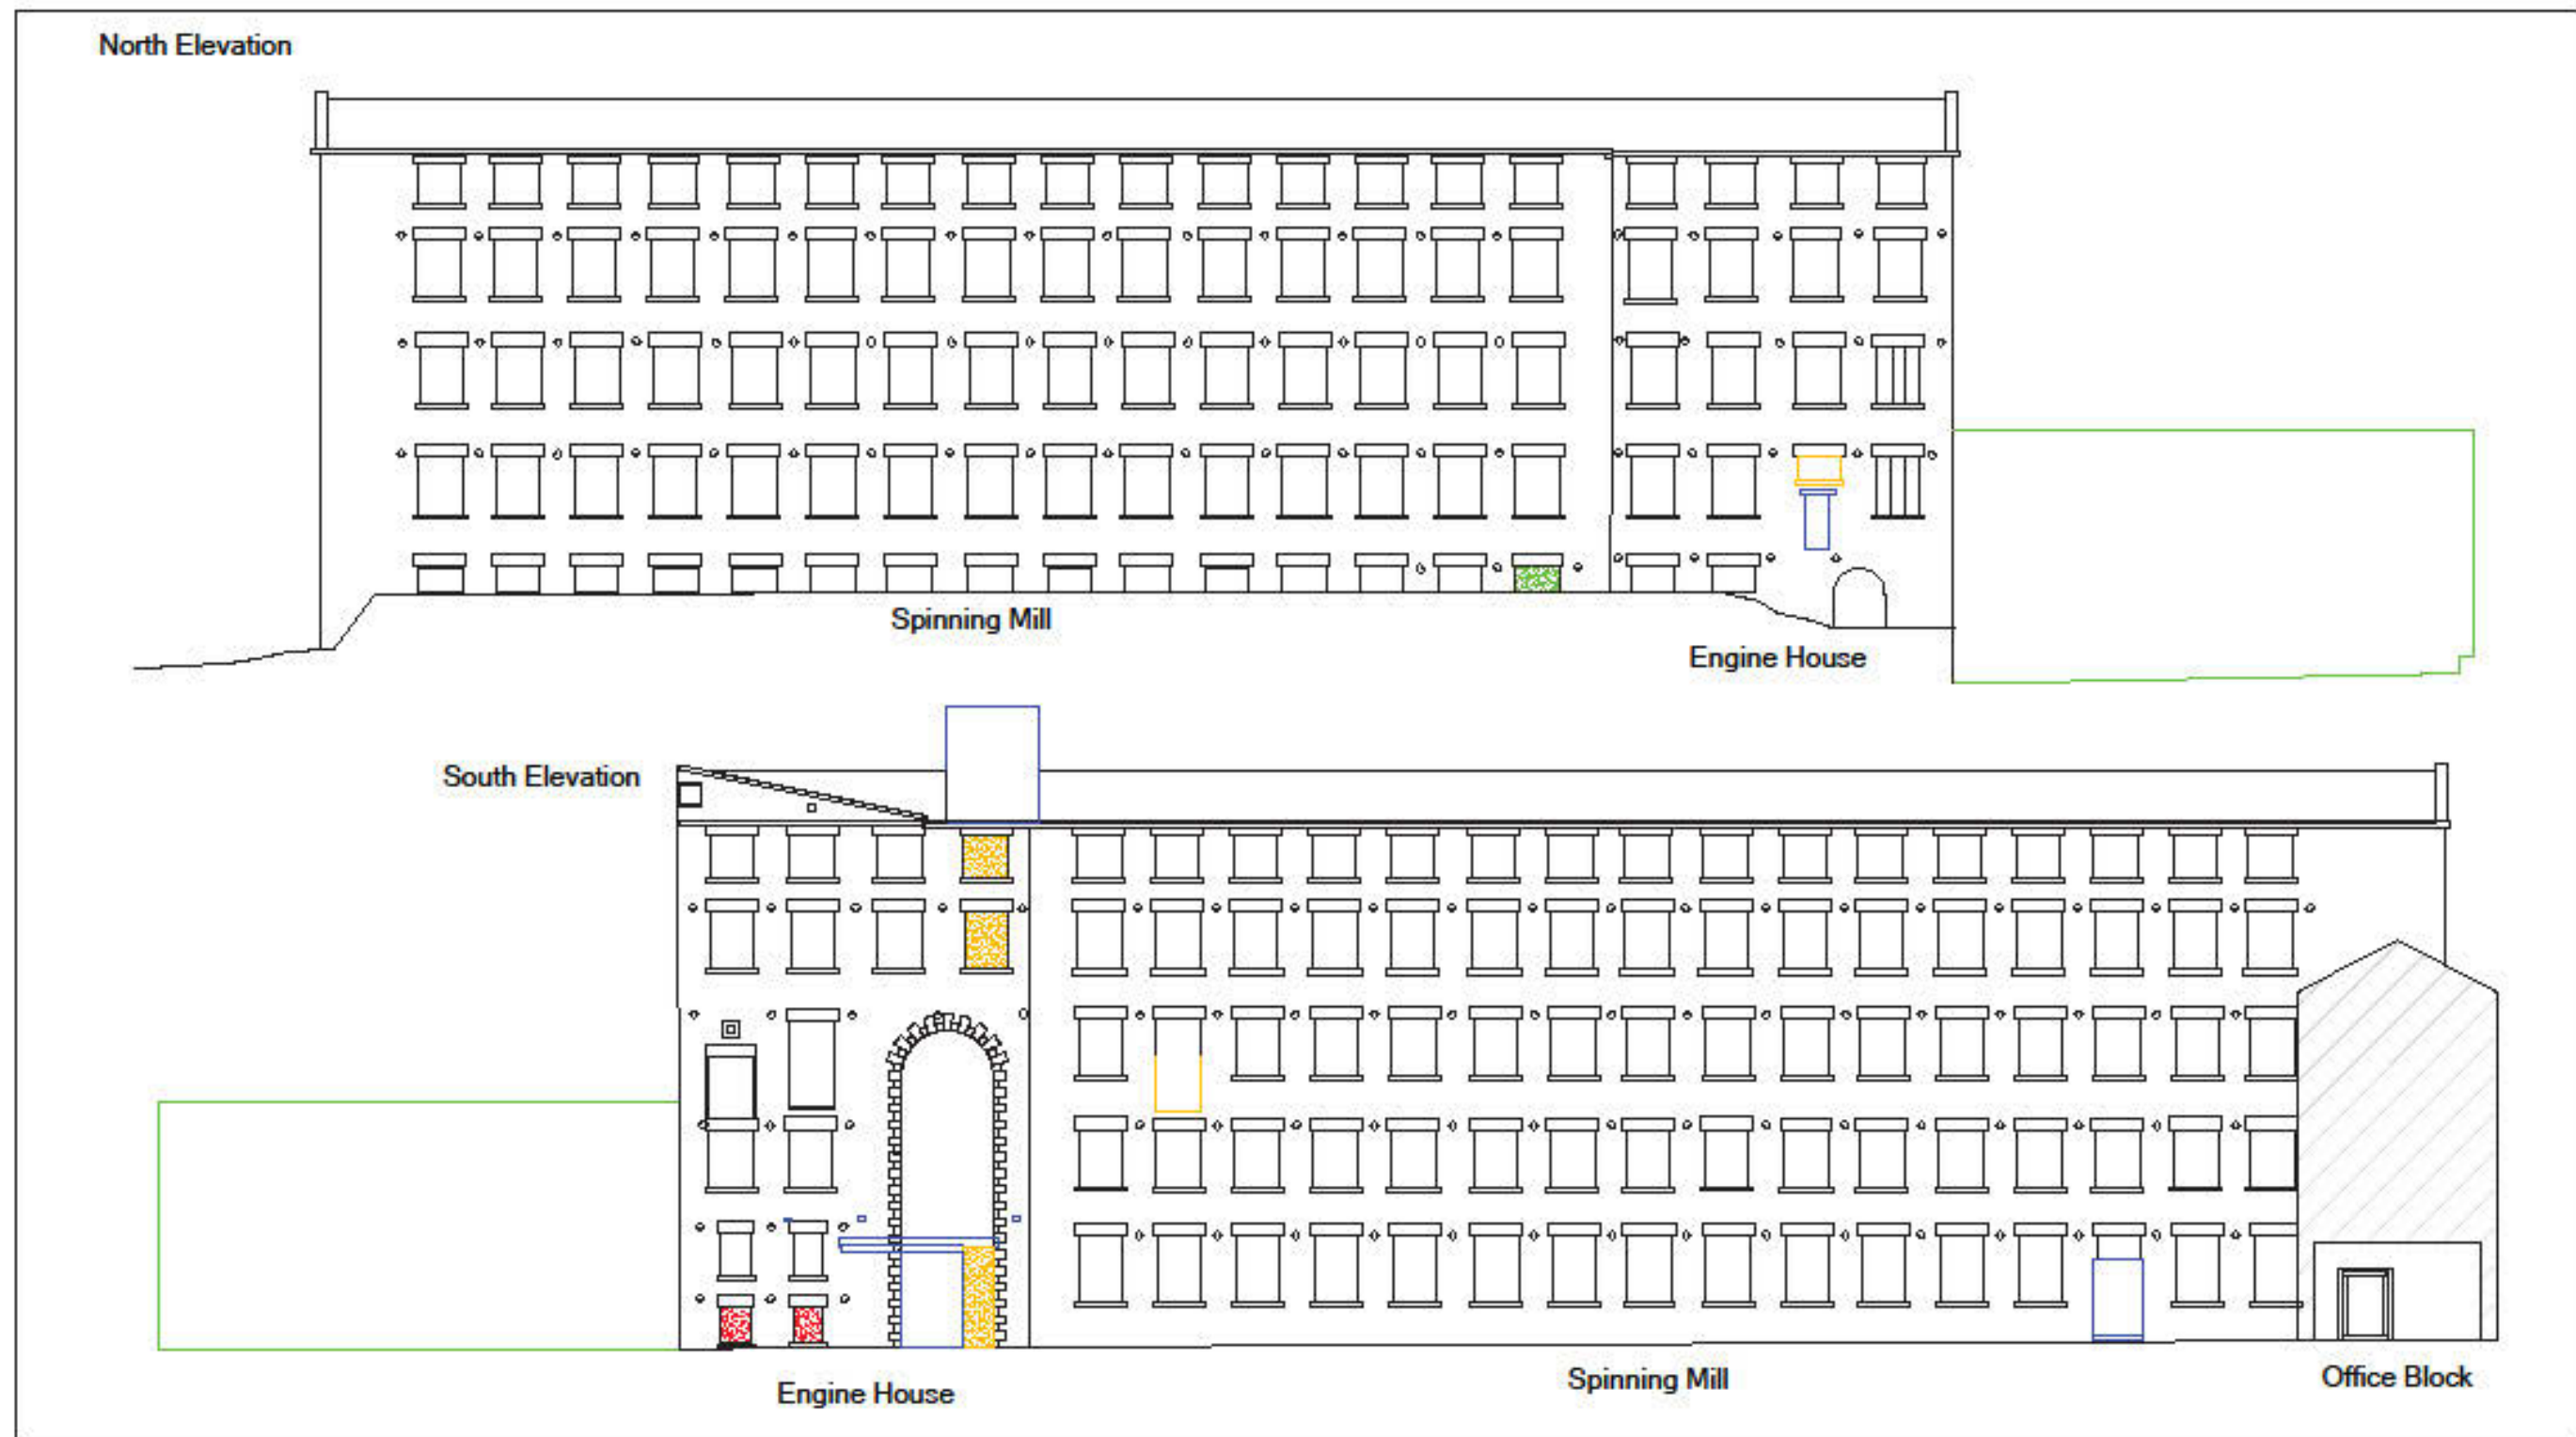 North Elevation
Spinning Mill
Engine House
South Elevation
Engine House
Spinning Mill
Office Block